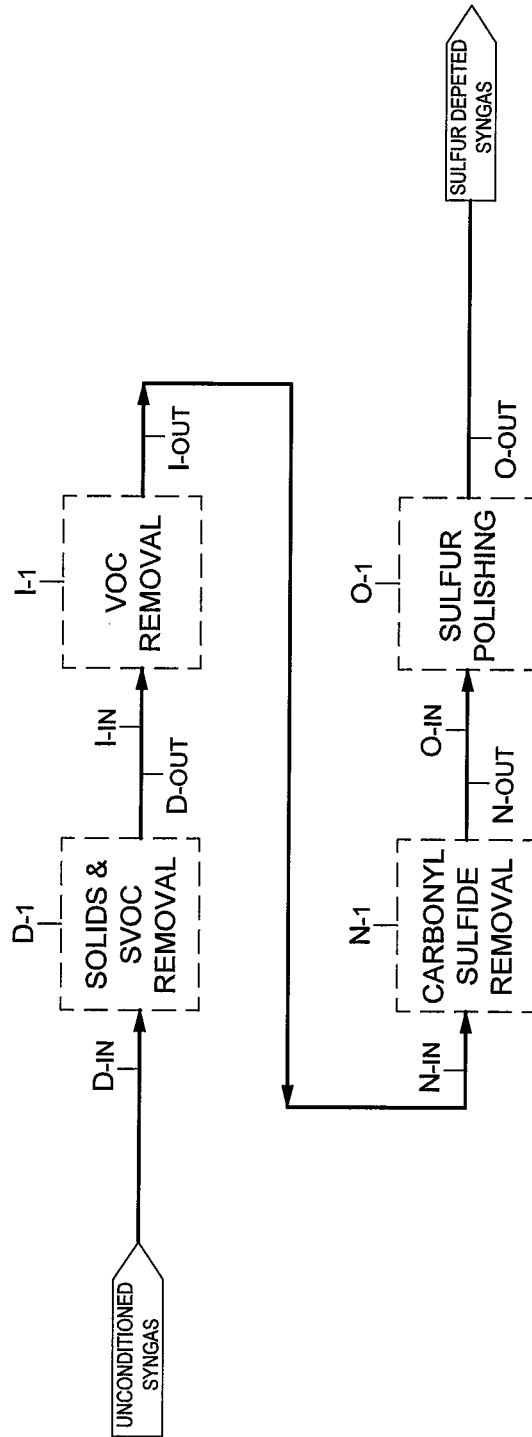 UNCONDITIONED
SYNGAS
D-IN
D-1
SOLIDS &
SVOC
REMOVAL
D-OUT
I-IN
I-1
VOC
REMOVAL
I-OUT
N-IN
N-1
CARBONYL
SULFIDE
REMOVAL
N-OUT
O-IN
O-1
SULFUR
POLISHING
O-OUT
SULFUR DEPETED
SYNGAS